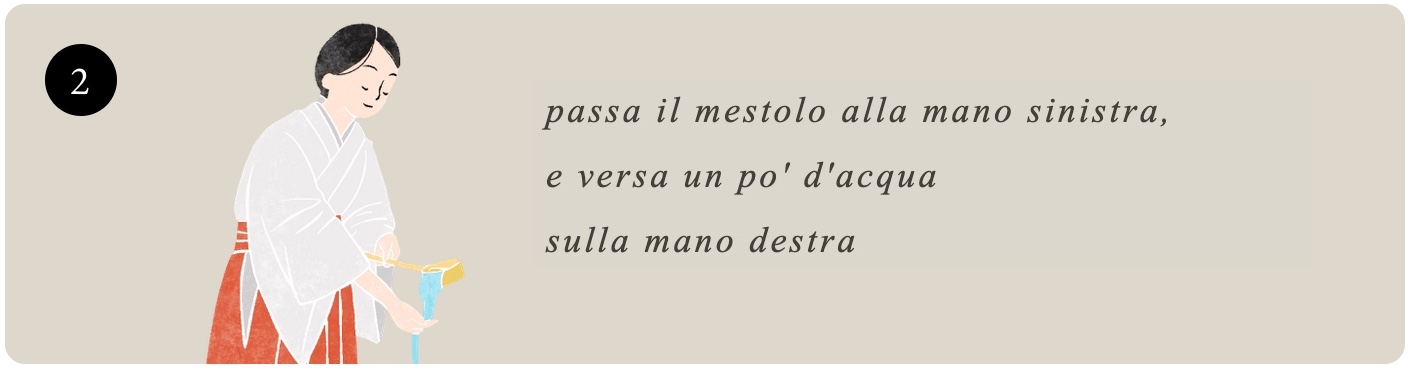 2
passa il mestolo alla mano sinistra,
e versa un po' d'acqua
sulla mano destra